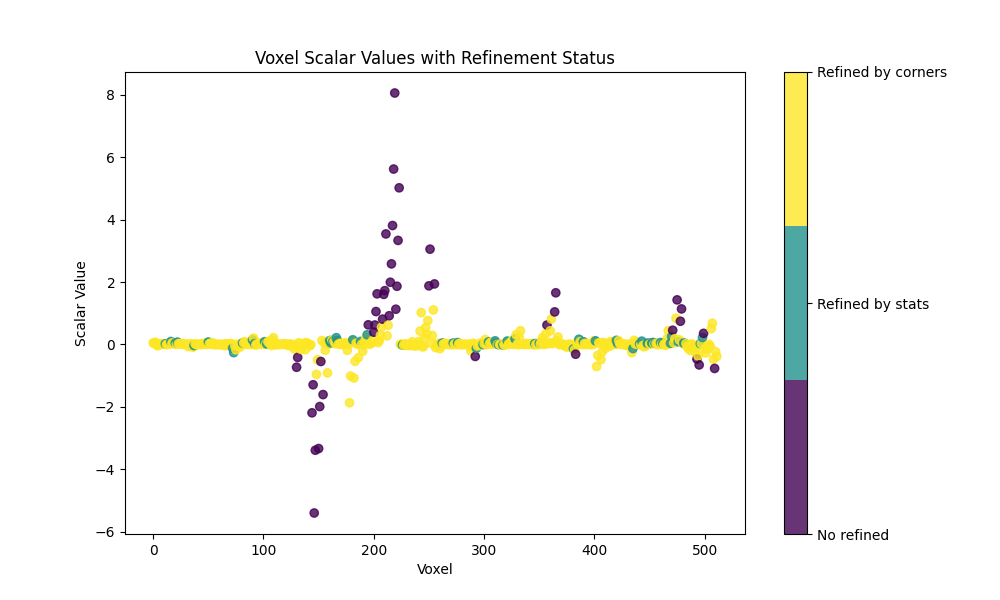 Voxel Scalar Values with Refinement Status
Scalar Value
8
6
4
2
0
−2
−4
−6
0 100 200 300 400 500
Voxel
Refined by corners
Refined by stats
No refined